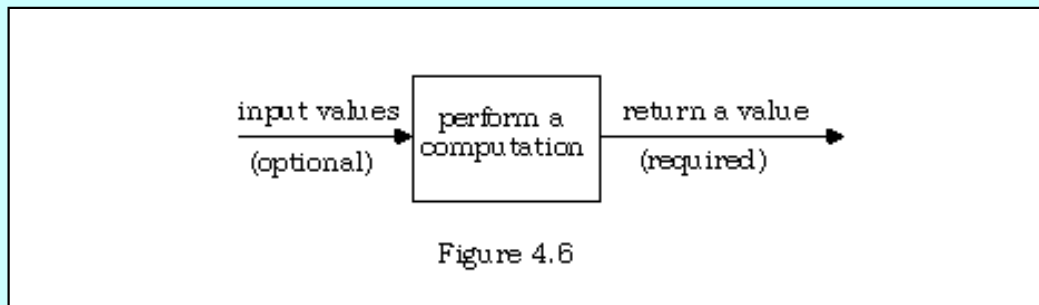 input values
(optional)
perform a
computation
return a value
(required)
Figure 4.6